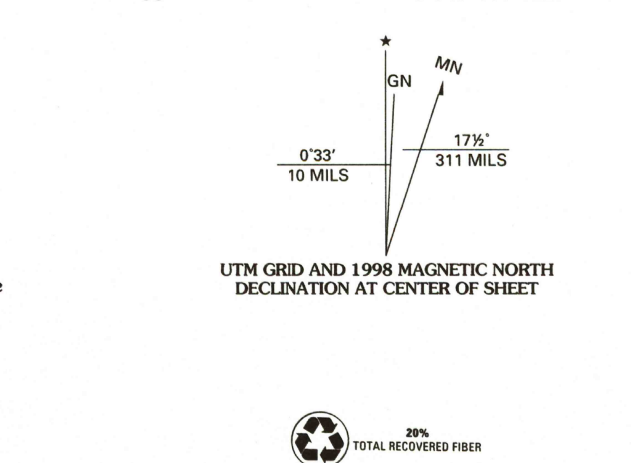 ★
MN
GN
0°33'
10 MILS
17½°
311 MILS
UTM GRID AND 1998 MAGNETIC NORTH
DECLINATION AT CENTER OF SHEET
20%
TOTAL RECOVERED FIBER